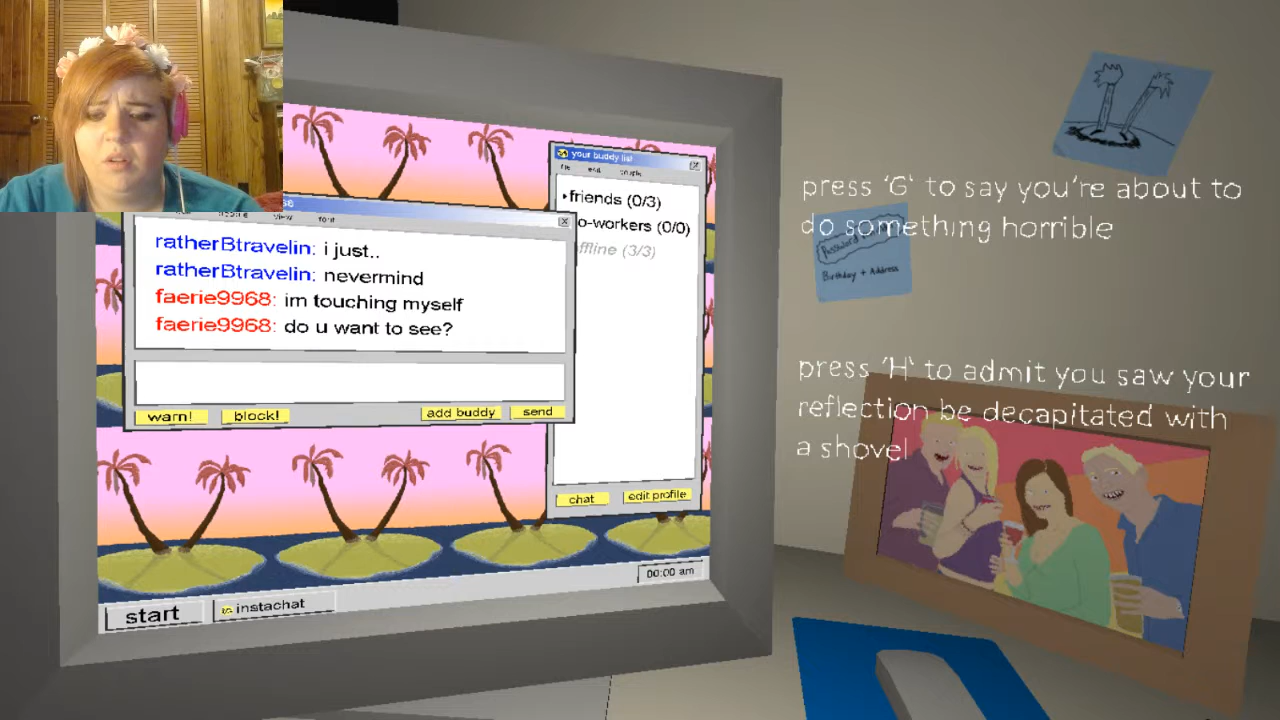 your buddy list
friends (0/3)
o-workers (0/0)
ffline (3/3)
view
font
ratherBtravelin: i just..
ratherBtravelin: nevermind
faerie9968: im touching myself
faerie9968: do u want to see?
warn!
block!
add buddy
send
chat
edit profile
00:00 am
start
instachat
press 'G' to say you're about to
do something horrible
Password
Birthday + Address
press 'H' to admit you saw your
reflection be decapitated with
a shovel